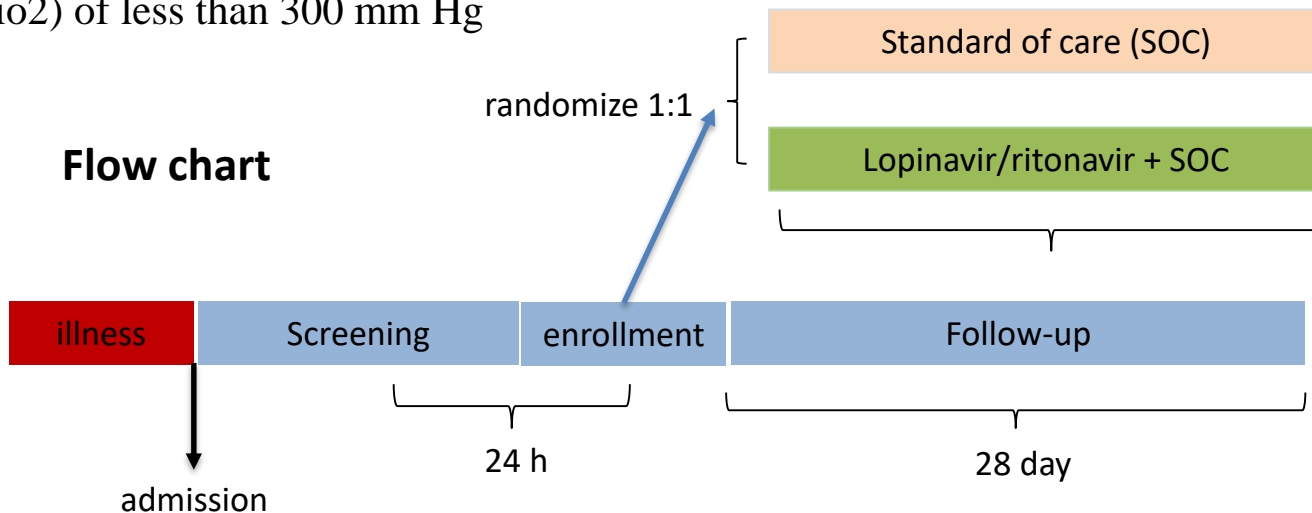 io2) of less than 300 mm Hg
Standard of care (SOC)
randomize 1:1
Flow chart
Lopinavir/ritonavir + SOC
illness
Screening
enrollment
Follow-up
24 h
28 day
admission